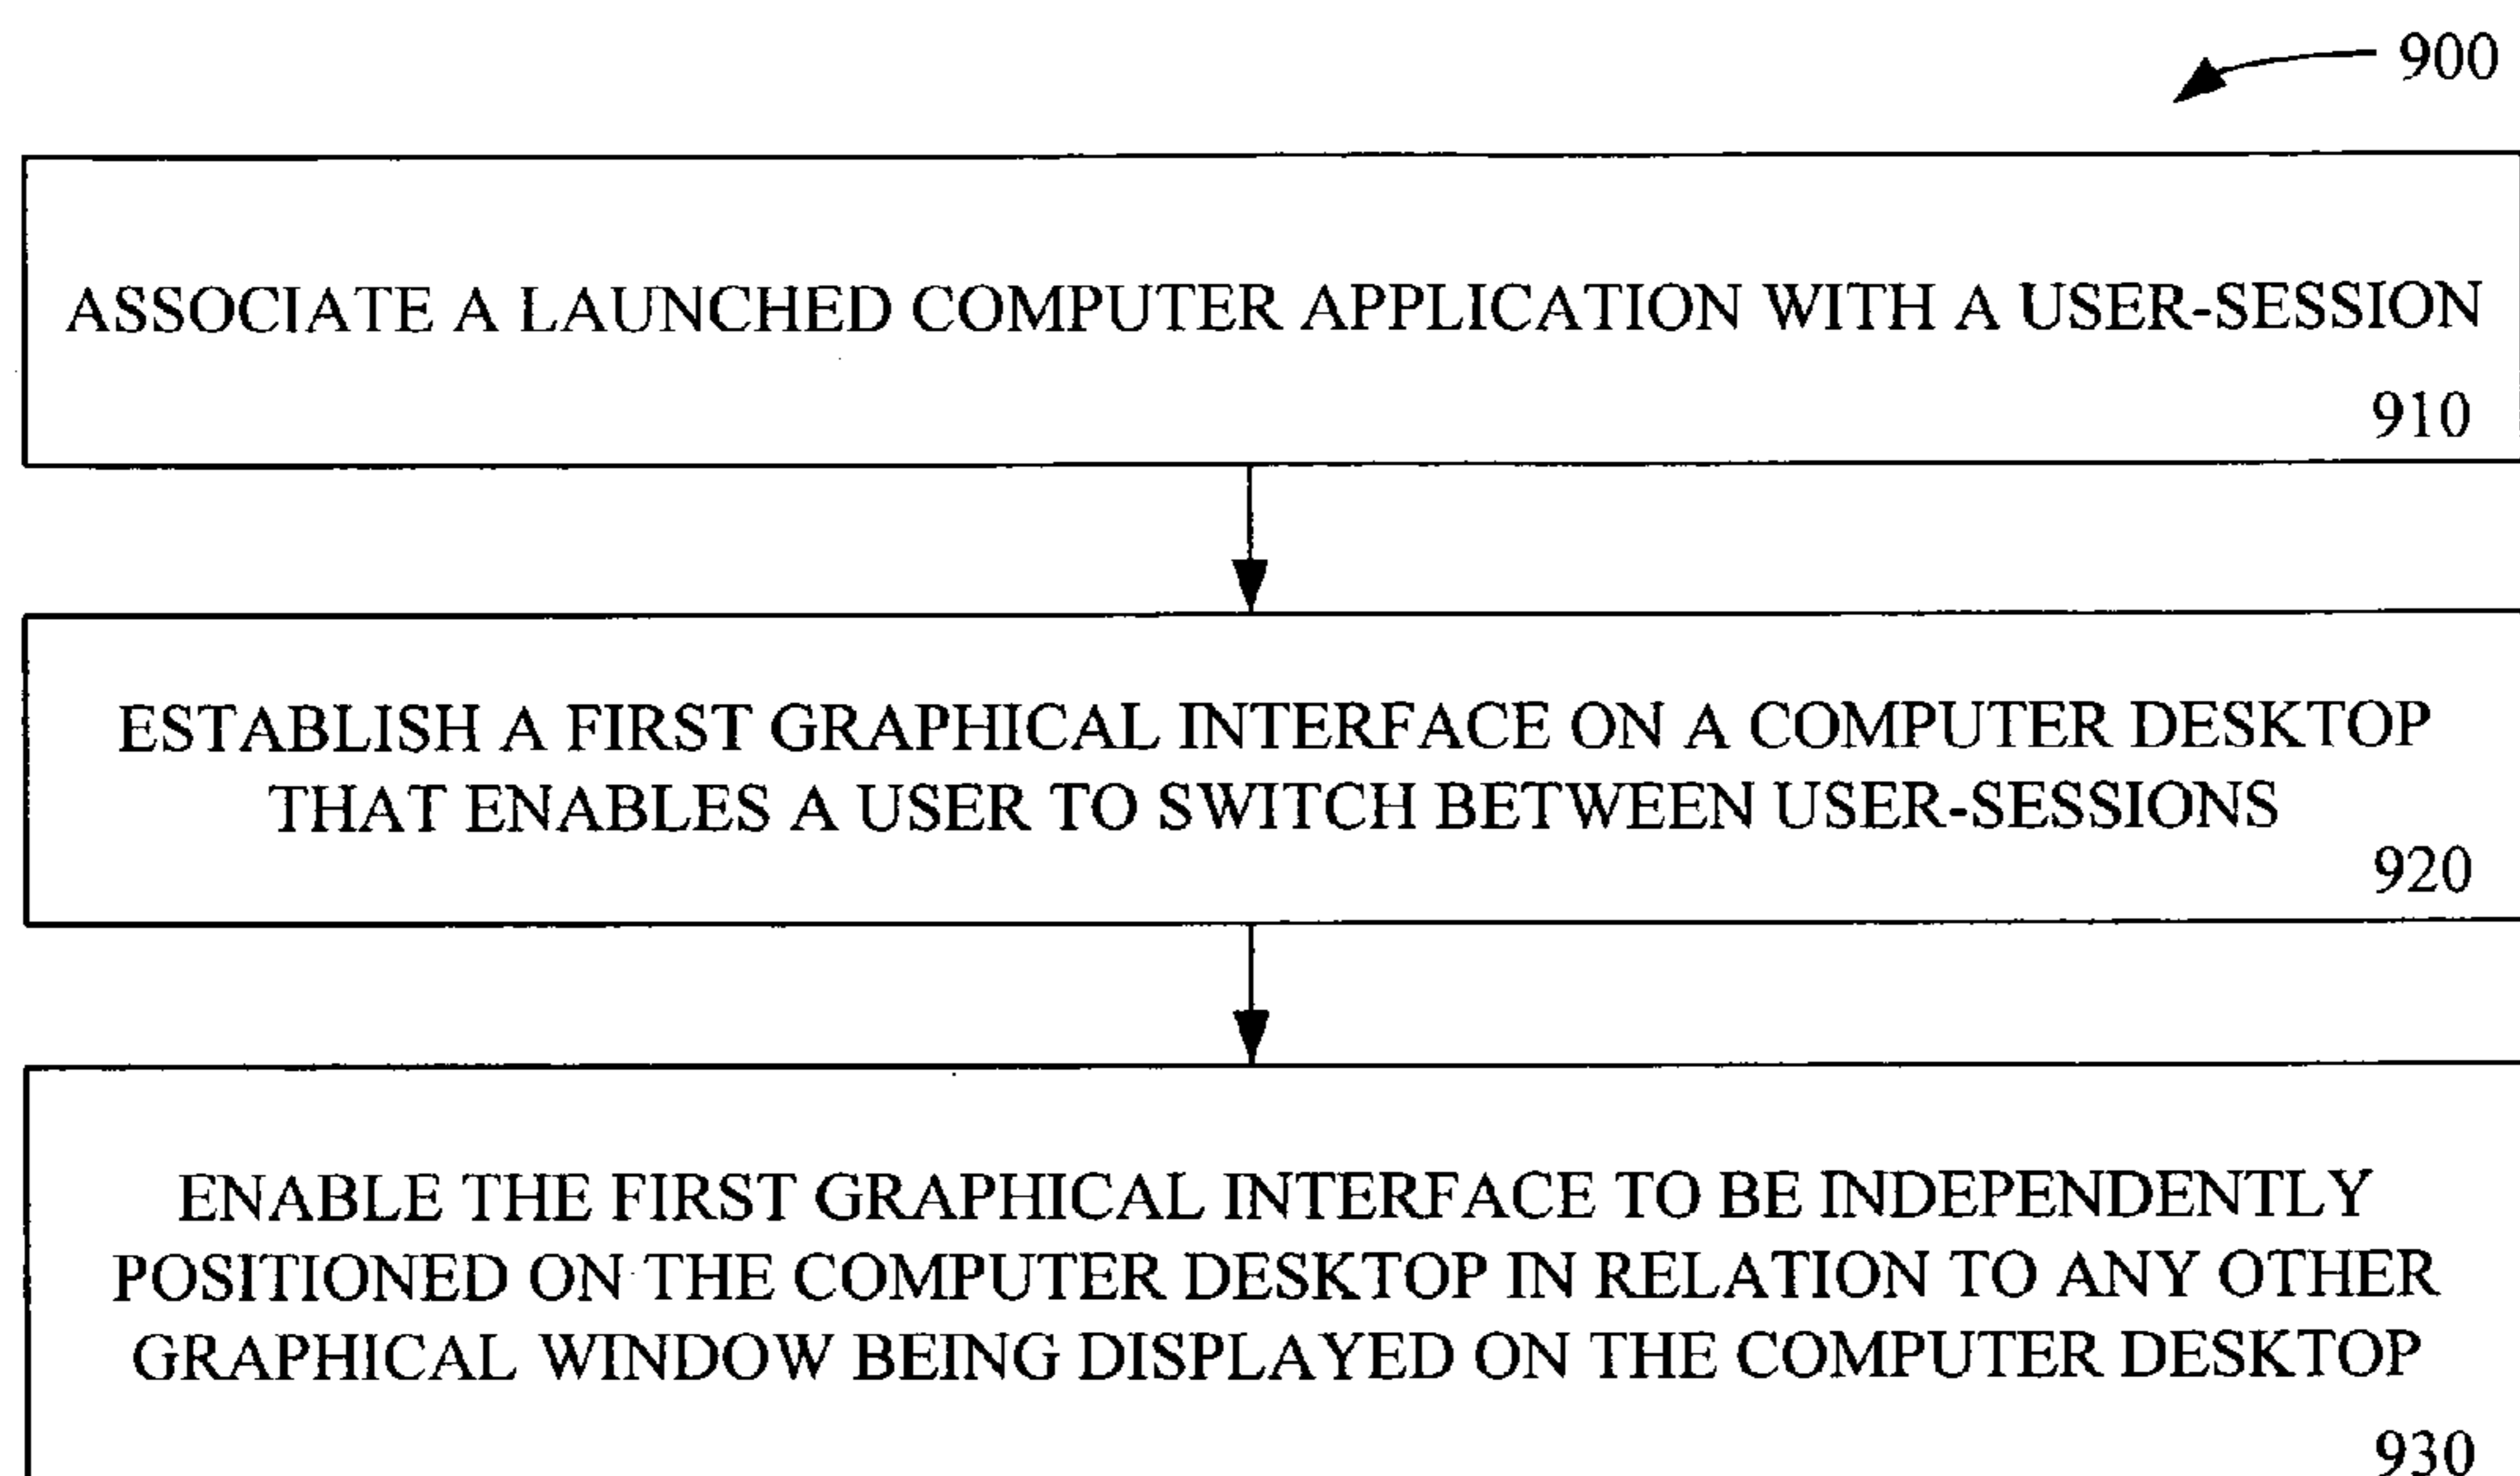 900
ASSOCIATE A LAUNCHED COMPUTER APPLICATION WITH A USER-SESSION
910
ESTABLISH A FIRST GRAPHICAL INTERFACE ON A COMPUTER DESKTOP
THAT ENABLES A USER TO SWITCH BETWEEN USER-SESSIONS
920
ENABLE THE FIRST GRAPHICAL INTERFACE TO BE INDEPENDENTLY
POSITIONED ON THE COMPUTER DESKTOP IN RELATION TO ANY OTHER
GRAPHICAL WINDOW BEING DISPLAYED ON THE COMPUTER DESKTOP
930